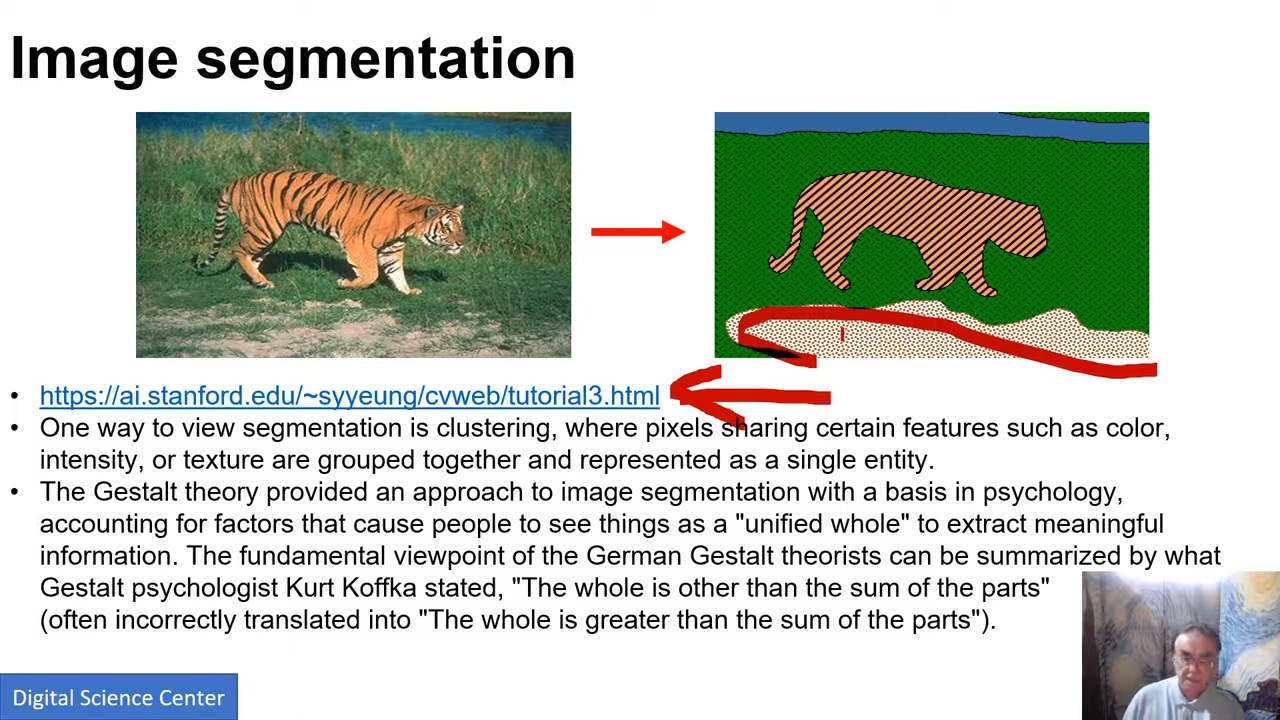 Image segmentation
• https://ai.stanford.edu/~syyeung/cvweb/tutorial3.html
• One way to view segmentation is clustering, where pixels sharing certain features such as color,
intensity, or texture are grouped together and represented as a single entity.
• The Gestalt theory provided an approach to image segmentation with a basis in psychology,
accounting for factors that cause people to see things as a "unified whole" to extract meaningful
information. The fundamental viewpoint of the German Gestalt theorists can be summarized by what
Gestalt psychologist Kurt Koffka stated, "The whole is other than the sum of the parts"
(often incorrectly translated into "The whole is greater than the sum of the parts").
Digital Science Center